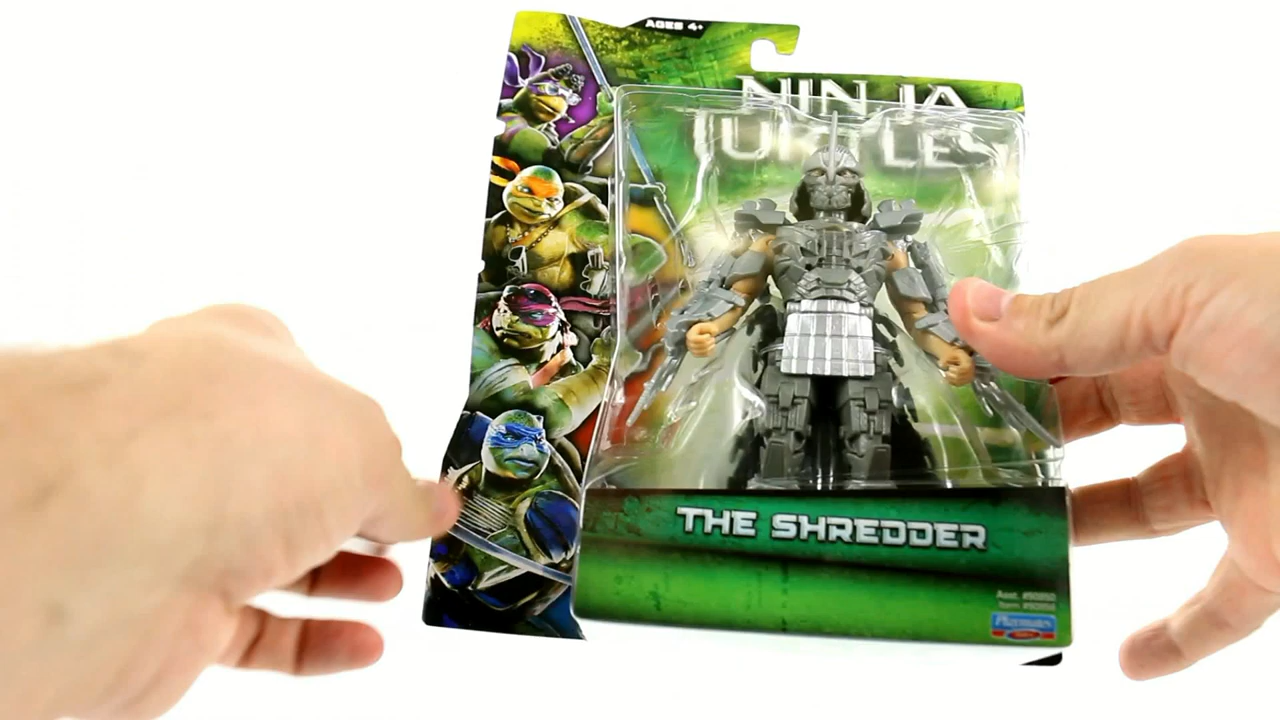 AGES 4+
NINJA
TURTLES
THE SHREDDER
Playmates